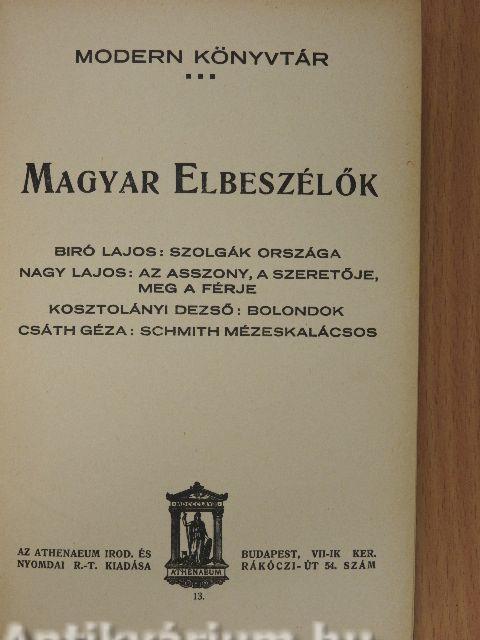 MODERN KÖNYVTÁR
MAGYAR ELBESZÉLŐK
BIRÓ LAJOS: SZOLGÁK ORSZÁGA
NAGY LAJOS: AZ ASSZONY, A SZERETŐJE,
MEG A FÉRJE
KOSZTOLÁNYI DEZSŐ: BOLONDOK
CSÁTH GÉZA: SCHMITH MÉZESKALÁCSOS
AZ ATHENAEUM IROD. ÉS
NYOMDAI R.-T. KIADÁSA
ATHENAEUM
BUDAPEST, VII-IK KER.
RÁKÓCZI-ÚT 54. SZÁM
13.
Antikvárium.hu